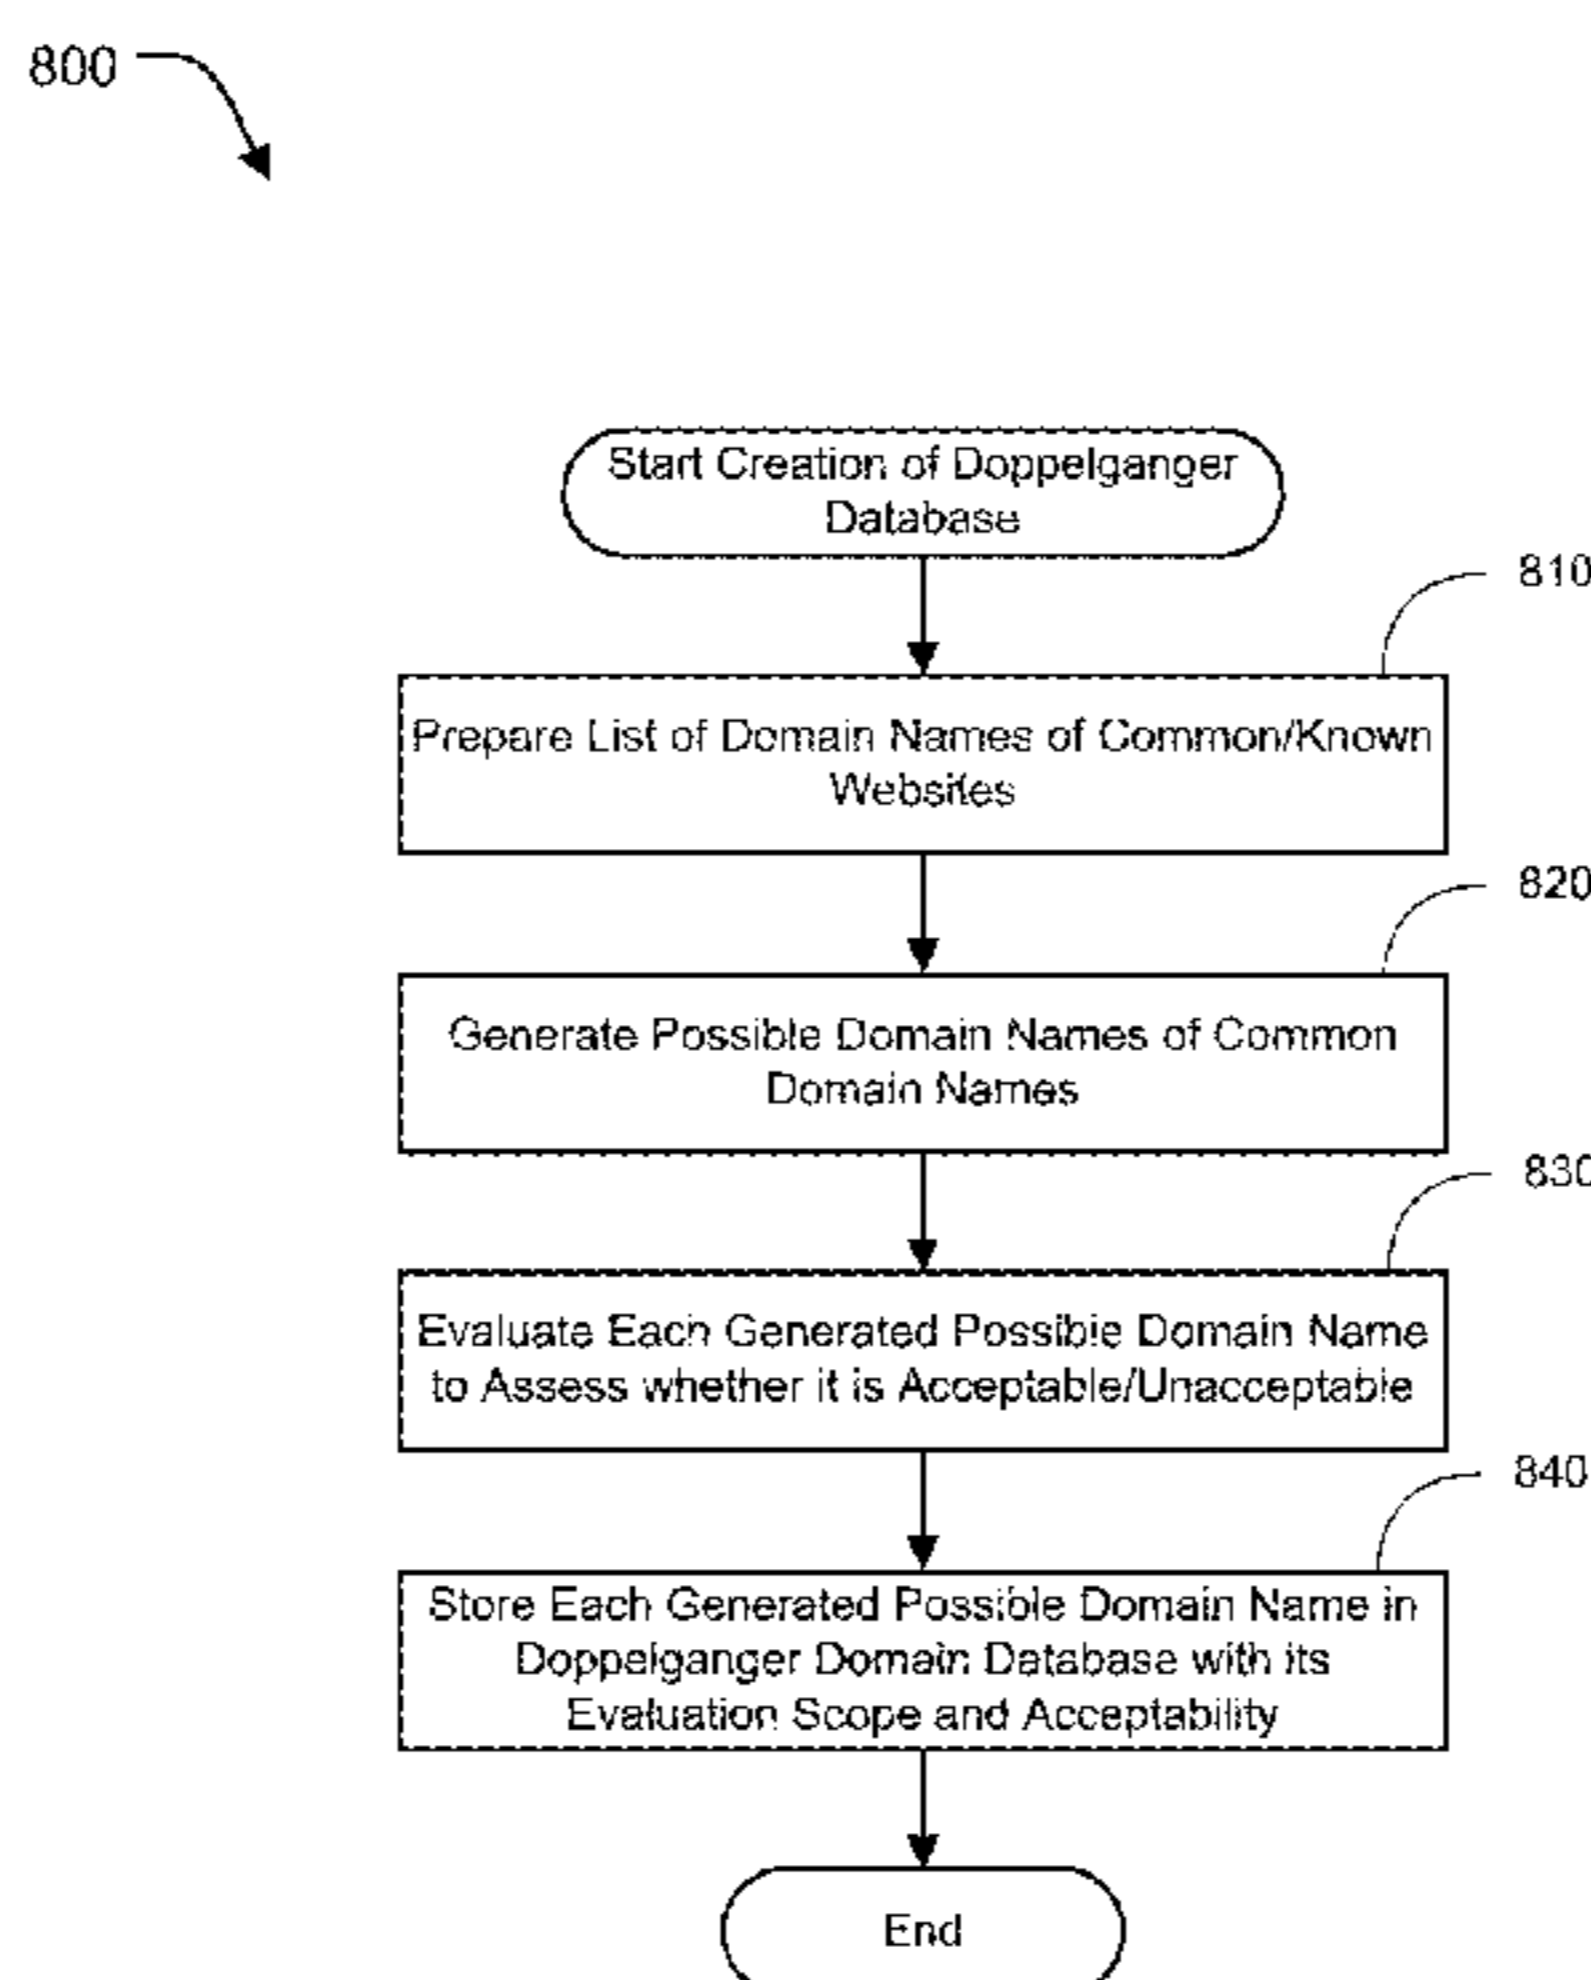 800
Start Creation of Doppelganger
Database
810
Prepare List of Domain Names of Common/Known
Websites
820
Generate Possible Domain Names of Common
Domain Names
830
Evaluate Each Generated Possible Domain Name
to Assess whether it is Acceptable/Unacceptable
840
Store Each Generated Possible Domain Name in
Doppelganger Domain Database with its
Evaluation Scope and Acceptability
End